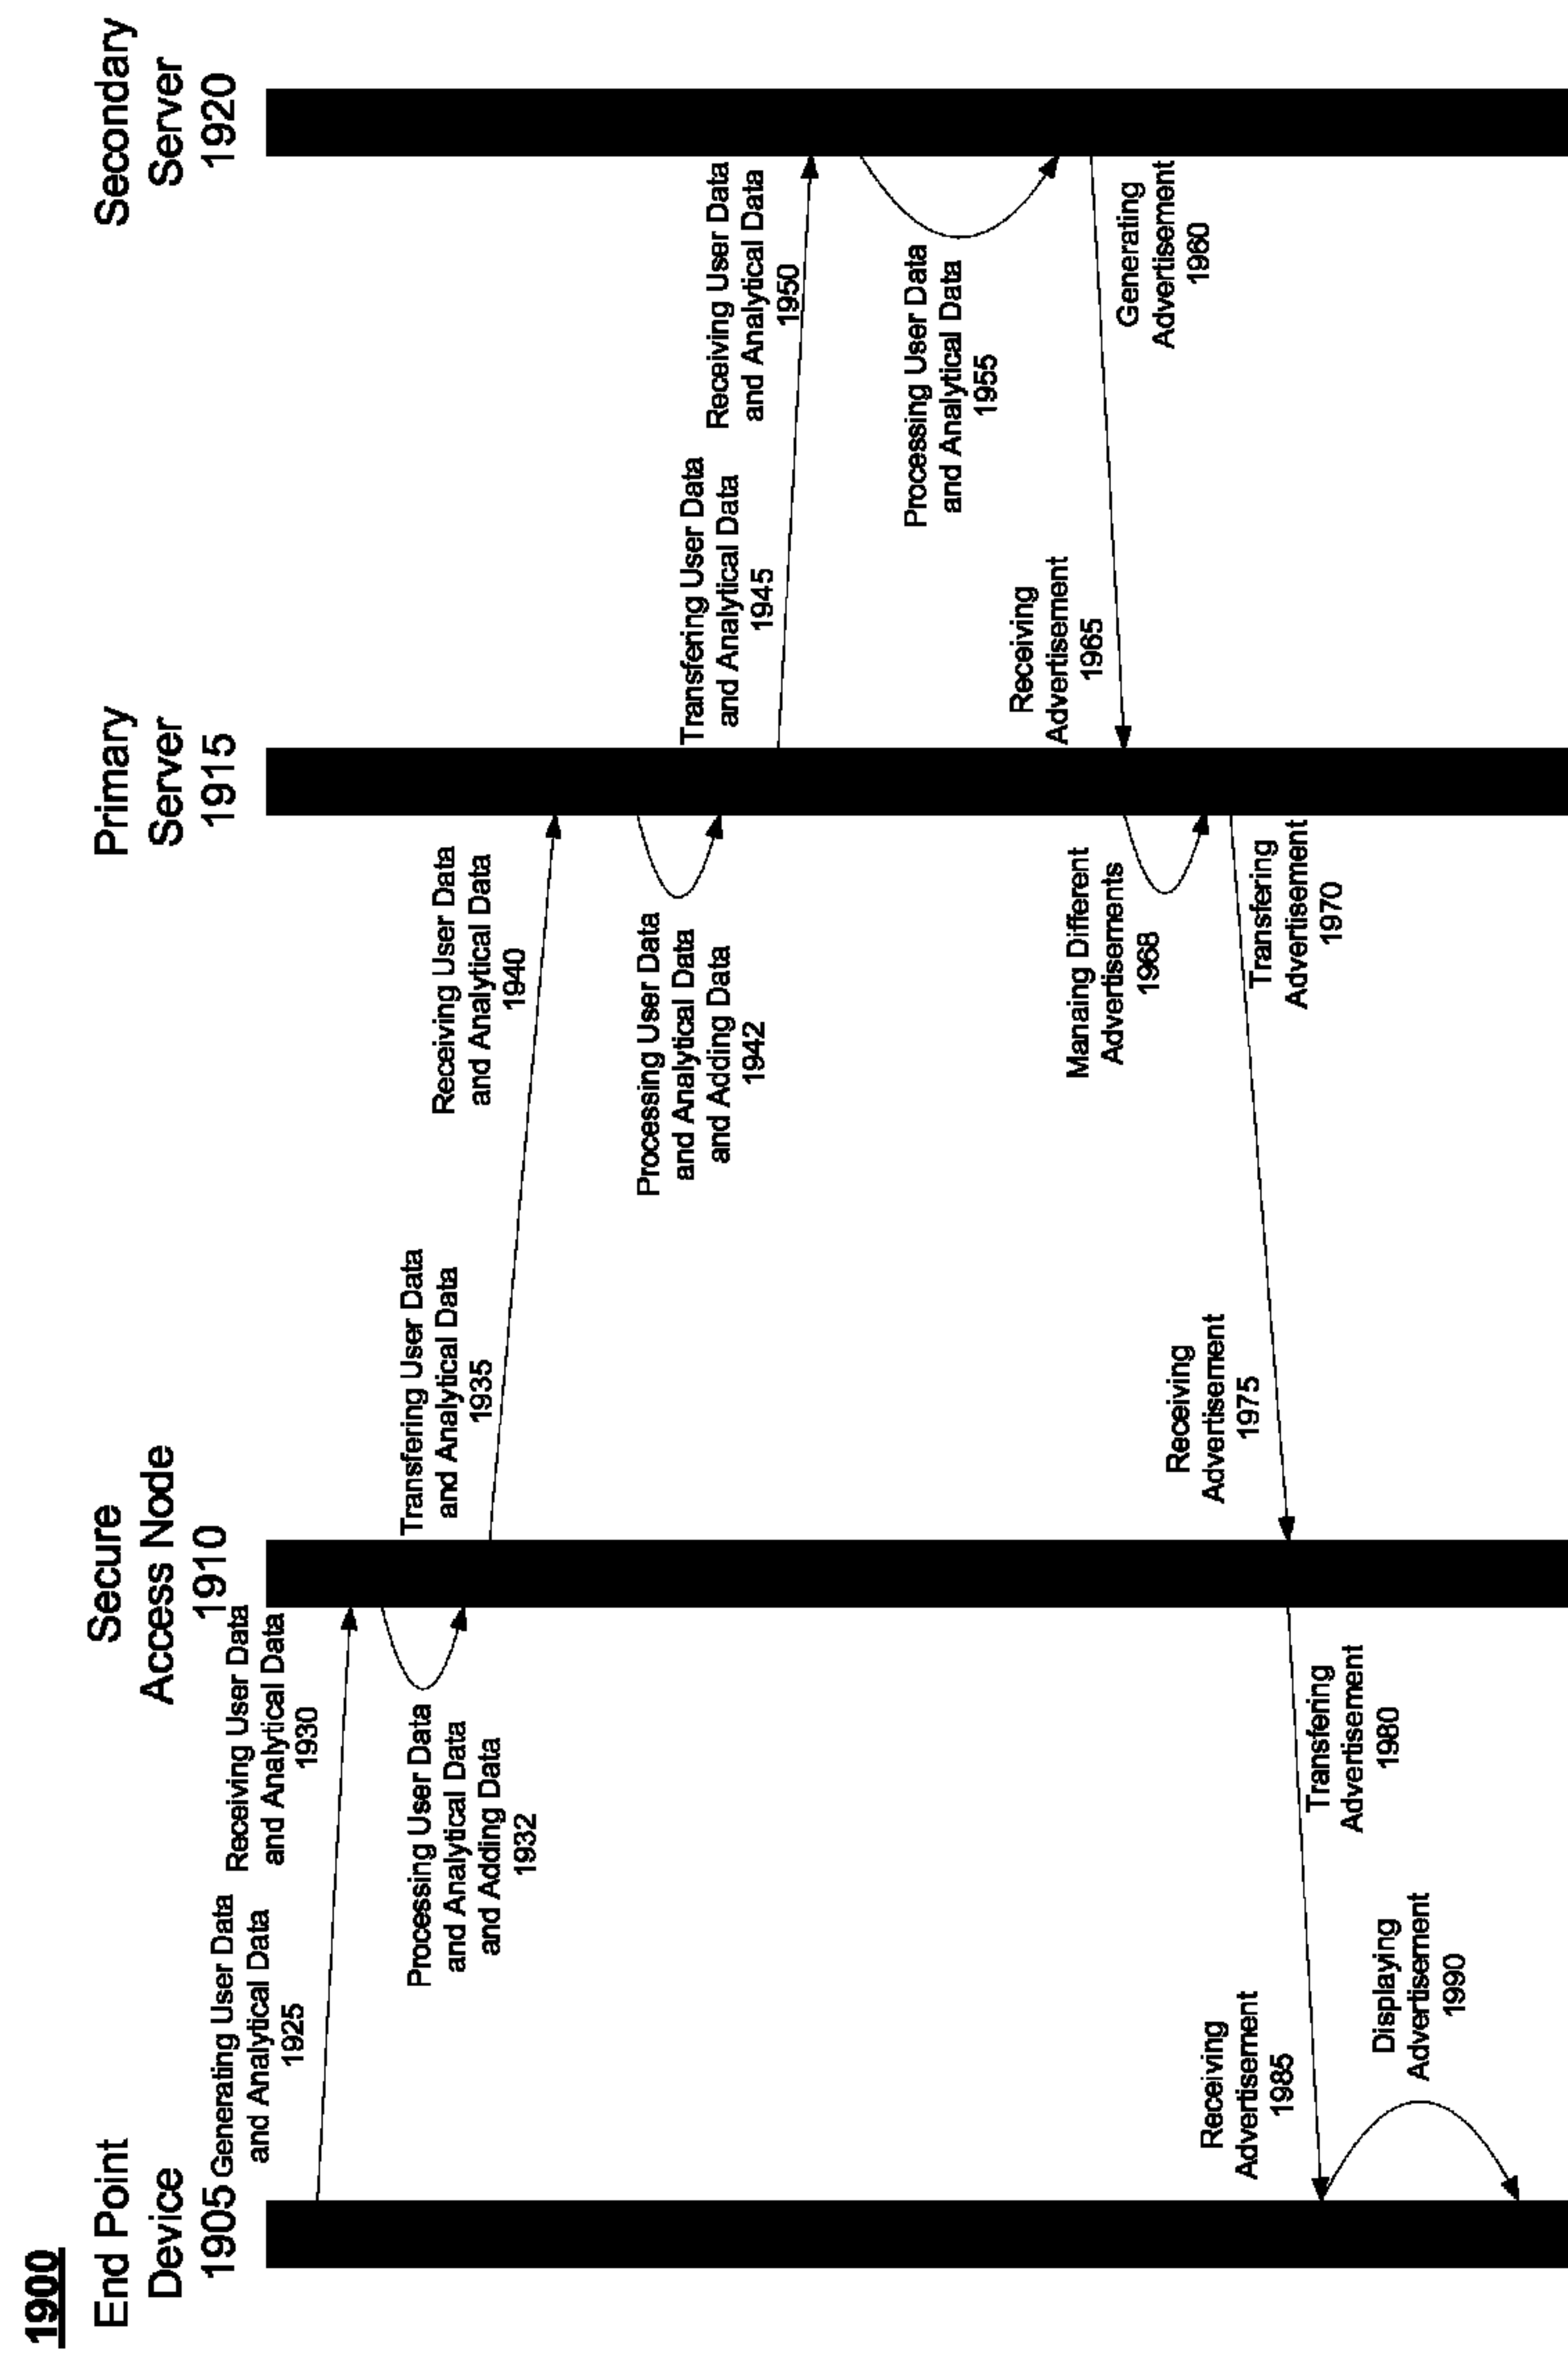 1900
End Point
Device
1905
Secure
Access Node
1910
Primary
Server
1915
Secondary
Server
1920
Generating User Data
and Analytical Data
1925
Receiving User Data
and Analytical Data
1930
Processing User Data
and Analytical Data
and Adding Data
1932
Transfering User Data
and Analytical Data
1935
Receiving User Data
and Analytical Data
1940
Processing User Data
and Analytical Data
and Adding Data
1942
Transfering User Data
and Analytical Data
1945
Receiving User Data
and Analytical Data
1950
Processing User Data
and Analytical Data
1955
Generating
Advertisement
1960
Receiving
Advertisement
1965
Manaing Different
Advertisements
1968
Transfering
Advertisement
1970
Receiving
Advertisement
1975
Transfering
Advertisement
1980
Receiving
Advertisement
1985
Displaying
Advertisement
1990